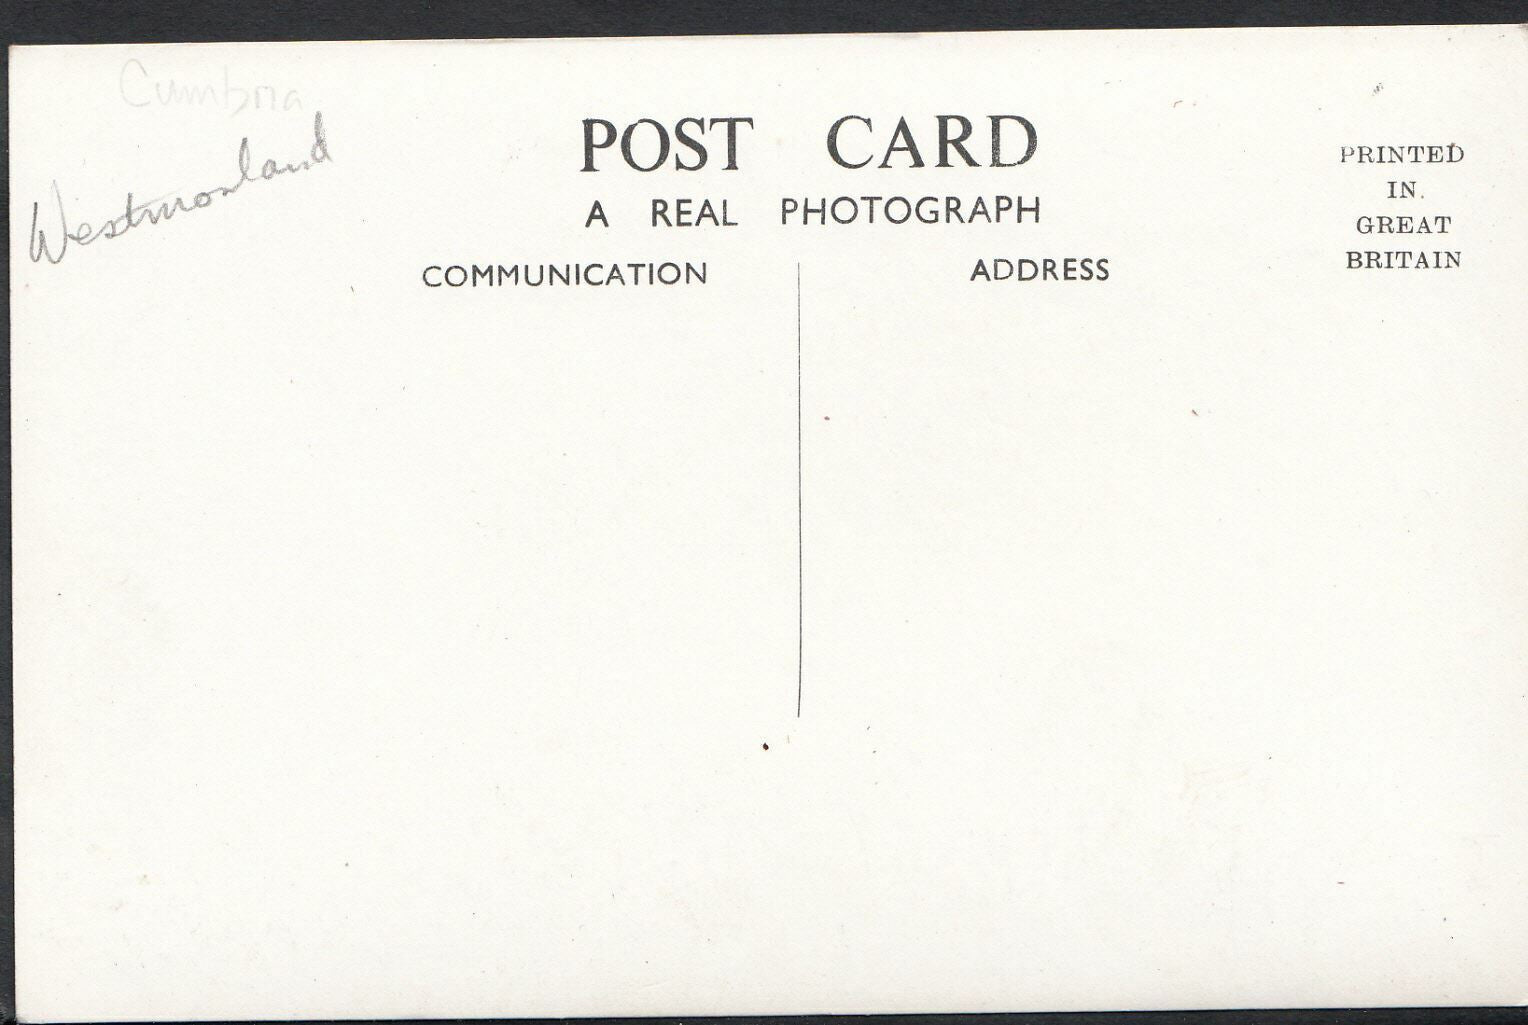 Cumbria
Westmorland
POST CARD
A REAL PHOTOGRAPH
COMMUNICATION
ADDRESS
PRINTED
IN
GREAT
BRITAIN